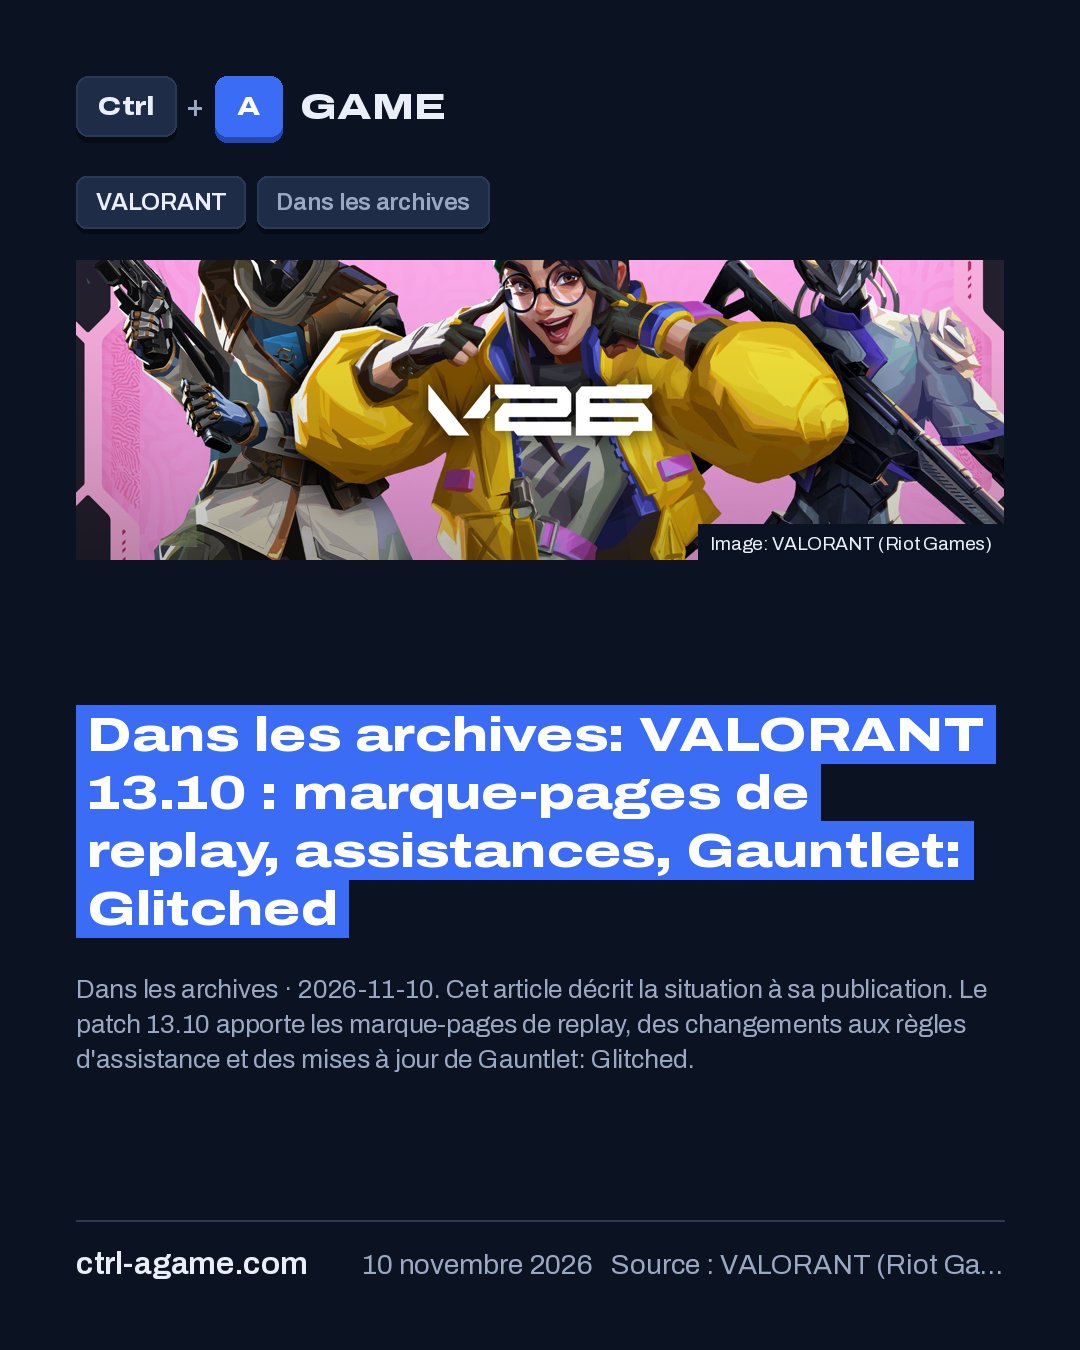 Ctrl + A GAME
VALORANT Dans les archives
V26
Image: VALORANT (Riot Games)
Dans les archives: VALORANT
13.10 : marque-pages de
replay, assistances, Gauntlet:
Glitched
Dans les archives · 2026-11-10. Cet article décrit la situation à sa publication. Le
patch 13.10 apporte les marque-pages de replay, des changements aux règles
d'assistance et des mises à jour de Gauntlet: Glitched.
ctrl-agame.com 10 novembre 2026 Source : VALORANT (Riot Ga...